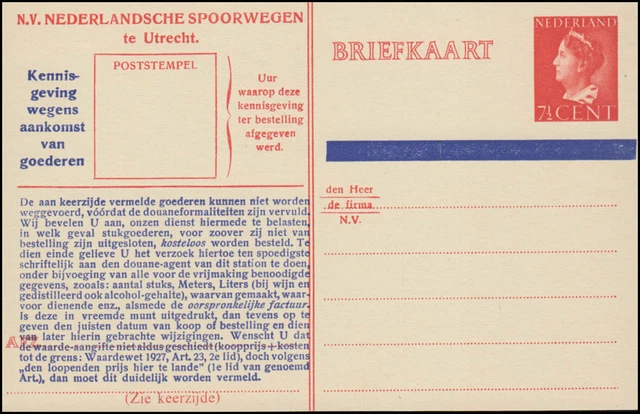 N.V. NEDERLANDSCHE SPOORWEGEN
te Utrecht.
Kennis-
geving
wegens
aankomst
van
goederen
POSTSTEMPEL
Uur
waarop deze
kennisgeving
ter bestelling
afgegeven
werd.
De aan keerzijde vermelde goederen kunnen niet worden
weggevoerd, vóórdat de douaneformaliteiten zijn vervuld.
Wij bevelen U aan, onzen dienst hiermede te belasten,
in welk geval stukgoederen, voor zoover zij niet van
bestelling zijn uitgesloten, kosteloos worden besteld. Te
dien einde gelieve U het verzoek hiertoe ten spoedigste
schriftelijk aan den douane-agent van dit station te doen,
onder bijvoeging van alle voor de vrijmaking benoodigde
gegevens, zooals: aantal stuks, Meters, Liters (bij wijn en
gedistilleerd ook alcohol-gehalte), waarvan gemaakt, waar-
voor dienende enz., alsmede de oorspronkelijke factuur.
Is deze in vreemde munt uitgedrukt, dan tevens op te
geven den juisten datum van koop of bestelling en dien
van later hierin gebrachte wijzigingen. Wenscht U dat
de waarde-aangifte niet aldus geschiedt (koopprijs + kosten
tot de grens: Waardewet 1927, Art. 23, 2e lid), doch volgens
„den loopenden prijs hier te lande” (1e lid van genoemd
Art.), dan moet dit duidelijk worden vermeld.
(Zie keerzijde)
BRIEFKAART
NEDERLAND
7½ CENT
den Heer
de firma
N.V.